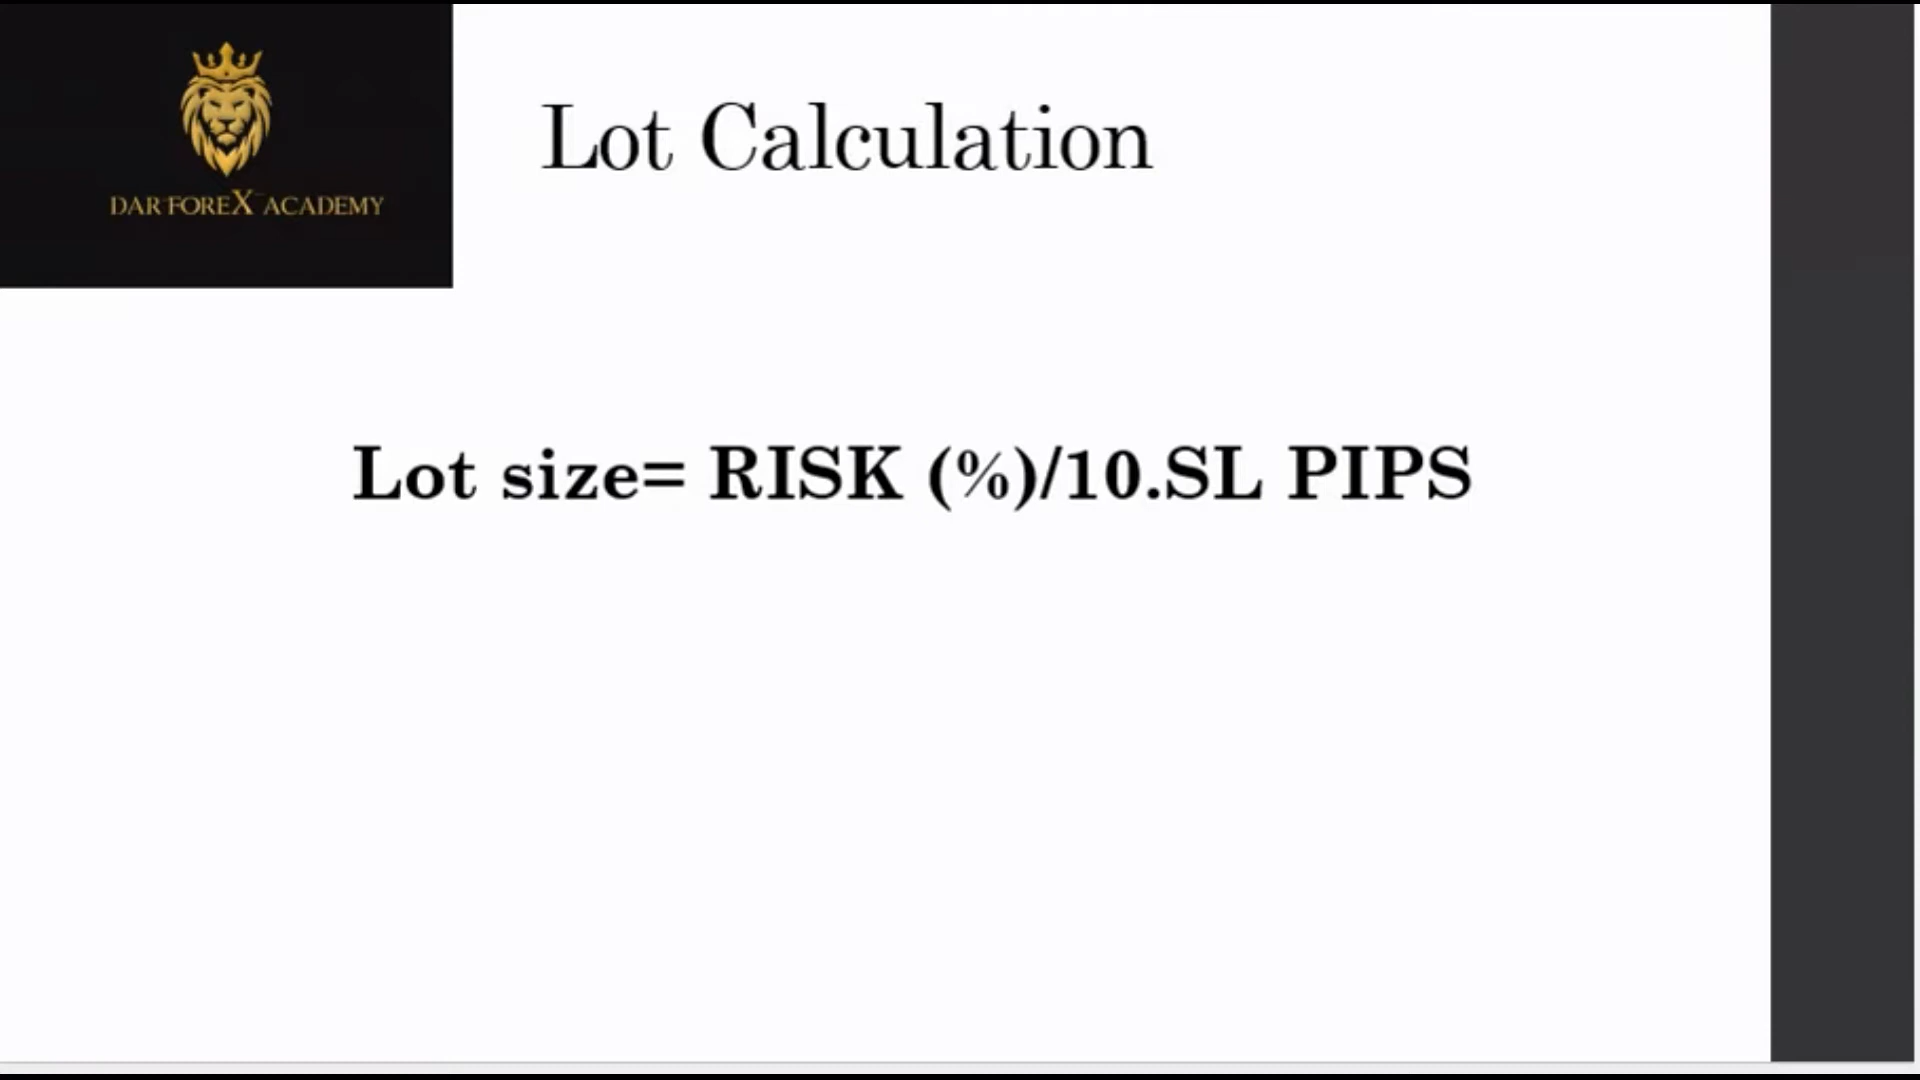 DAR FOREX ACADEMY
Lot Calculation
Lot size= RISK (%)/10.SL PIPS